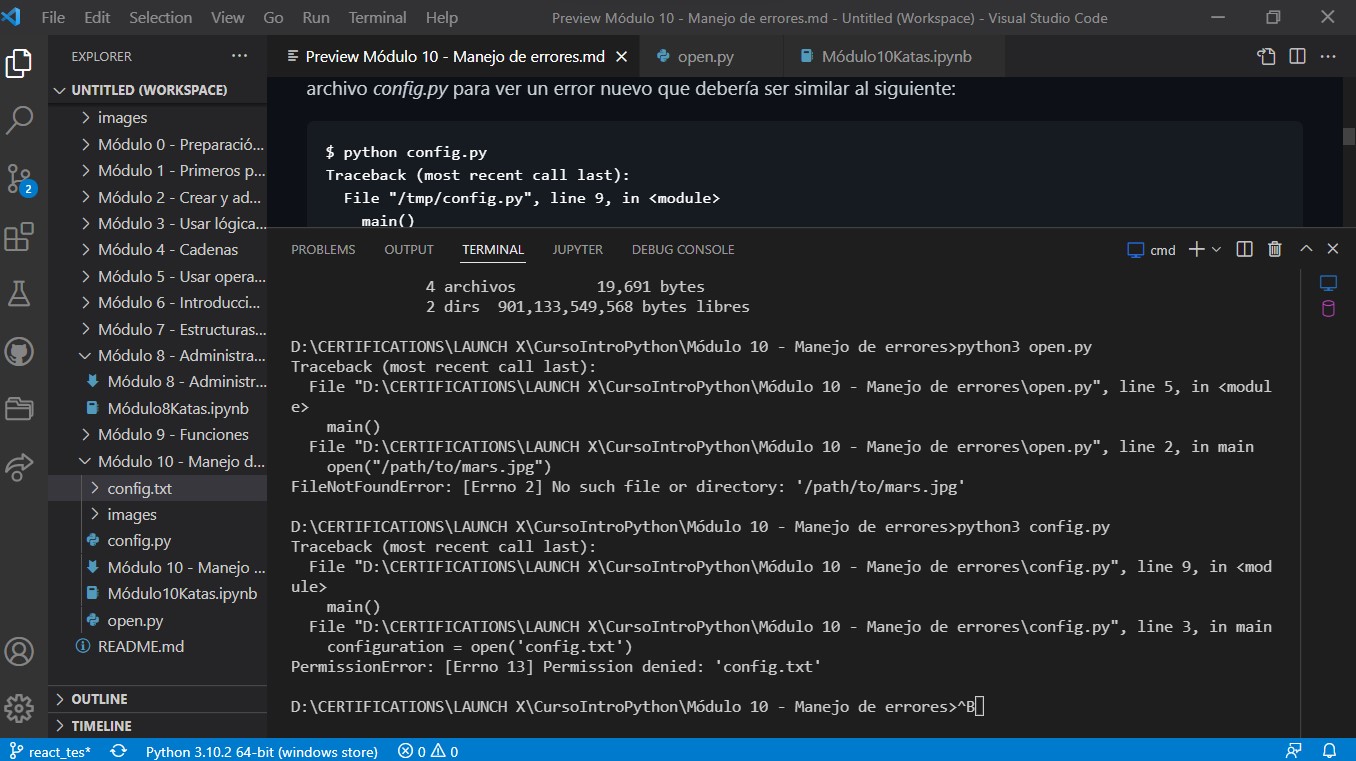 File Edit Selection View Go Run Terminal Help Preview Módulo 10 - Manejo de errores.md - Untitled (Workspace) - Visual Studio Code
EXPLORER
UNTITLED (WORKSPACE)
images
Módulo 0 - Preparació...
Módulo 1 - Primeros p...
Módulo 2 - Crear y ad...
Módulo 3 - Usar lógica...
Módulo 4 - Cadenas
Módulo 5 - Usar opera...
Módulo 6 - Introducci...
Módulo 7 - Estructuras...
Módulo 8 - Administra...
Módulo 8 - Administr...
Módulo8Katas.ipynb
Módulo 9 - Funciones
Módulo 10 - Manejo d...
config.txt
images
config.py
Módulo 10 - Manejo ...
Módulo10Katas.ipynb
open.py
README.md
OUTLINE
TIMELINE
2
Preview Módulo 10 - Manejo de errores.md open.py Módulo10Katas.ipynb
archivo config.py para ver un error nuevo que debería ser similar al siguiente:
$ python config.py
Traceback (most recent call last):
File "/tmp/config.py", line 9, in <module>
main()
PROBLEMS OUTPUT TERMINAL JUPYTER DEBUG CONSOLE cmd
4 archivos 19,691 bytes
2 dirs 901,133,549,568 bytes libres
D:\CERTIFICATIONS\LAUNCH X\CursoIntroPython\Módulo 10 - Manejo de errores>python3 open.py
Traceback (most recent call last):
File "D:\CERTIFICATIONS\LAUNCH X\CursoIntroPython\Módulo 10 - Manejo de errores\open.py", line 5, in <modul
e>
main()
File "D:\CERTIFICATIONS\LAUNCH X\CursoIntroPython\Módulo 10 - Manejo de errores\open.py", line 2, in main
open("/path/to/mars.jpg")
FileNotFoundError: [Errno 2] No such file or directory: '/path/to/mars.jpg'
D:\CERTIFICATIONS\LAUNCH X\CursoIntroPython\Módulo 10 - Manejo de errores>python3 config.py
Traceback (most recent call last):
File "D:\CERTIFICATIONS\LAUNCH X\CursoIntroPython\Módulo 10 - Manejo de errores\config.py", line 9, in <mod
ule>
main()
File "D:\CERTIFICATIONS\LAUNCH X\CursoIntroPython\Módulo 10 - Manejo de errores\config.py", line 3, in main
configuration = open('config.txt')
PermissionError: [Errno 13] Permission denied: 'config.txt'
D:\CERTIFICATIONS\LAUNCH X\CursoIntroPython\Módulo 10 - Manejo de errores>^B
react_tes* Python 3.10.2 64-bit (windows store) 0 0